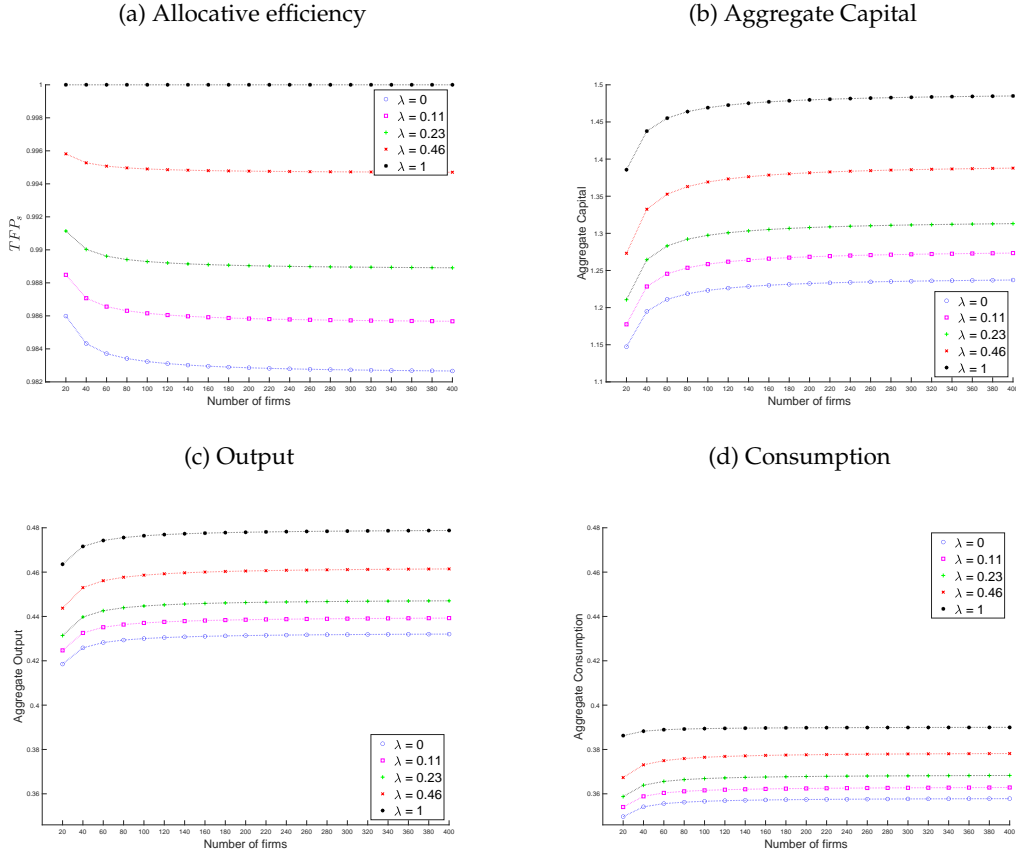 (a) Allocative efficiency
1
0.998
0.996
0.994
0.992
0.99
0.988
0.986
0.984
0.982
TFP_s
20 40 60 80 100 120 140 160 180 200 220 240 260 280 300 320 340 360 380 400
Number of firms
λ = 0
λ = 0.11
λ = 0.23
λ = 0.46
λ = 1
(b) Aggregate Capital
1.5
1.45
1.4
1.35
1.3
1.25
1.2
1.15
1.1
Aggregate Capital
20 40 60 80 100 120 140 160 180 200 220 240 260 280 300 320 340 360 380 400
Number of firms
λ = 0
λ = 0.11
λ = 0.23
λ = 0.46
λ = 1
(c) Output
0.48
0.46
0.44
0.42
0.4
0.38
0.36
Aggregate Output
20 40 60 80 100 120 140 160 180 200 220 240 260 280 300 320 340 360 380 400
Number of firms
λ = 0
λ = 0.11
λ = 0.23
λ = 0.46
λ = 1
(d) Consumption
0.48
0.46
0.44
0.42
0.4
0.38
0.36
Aggregate Consumption
20 40 60 80 100 120 140 160 180 200 220 240 260 280 300 320 340 360 380 400
Number of firms
λ = 0
λ = 0.11
λ = 0.23
λ = 0.46
λ = 1